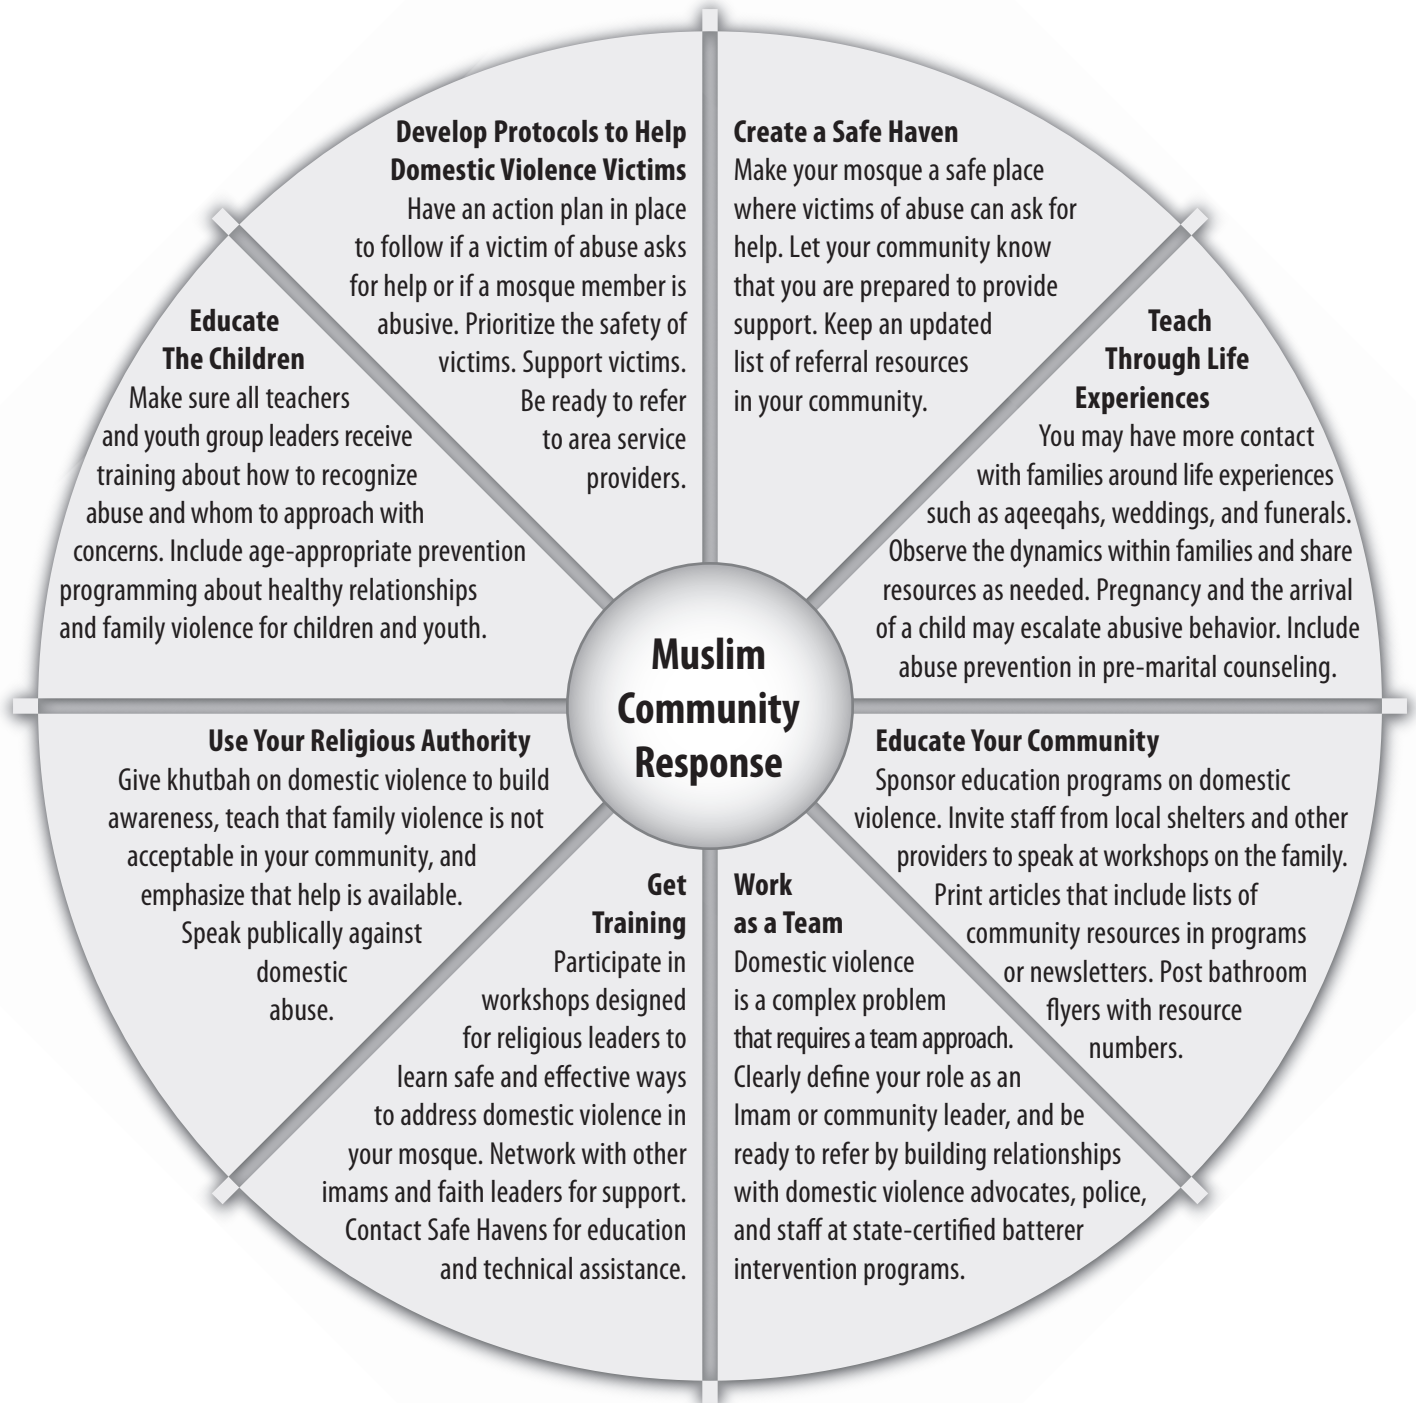 Develop Protocols to Help
Domestic Violence Victims
Have an action plan in place
to follow if a victim of abuse asks
for help or if a mosque member is
abusive. Prioritize the safety of
victims. Support victims.
Be ready to refer
to area service
providers.
Create a Safe Haven
Make your mosque a safe place
where victims of abuse can ask for
help. Let your community know
that you are prepared to provide
support. Keep an updated
list of referral resources
in your community.
Teach
Through Life
Experiences
You may have more contact
with families around life experiences
such as aqeeqahs, weddings, and funerals.
Observe the dynamics within families and share
resources as needed. Pregnancy and the arrival
of a child may escalate abusive behavior. Include
abuse prevention in pre-marital counseling.
Educate Your Community
Sponsor education programs on domestic
violence. Invite staff from local shelters and other
providers to speak at workshops on the family.
Print articles that include lists of
community resources in programs
or newsletters. Post bathroom
flyers with resource
numbers.
Work
as a Team
Domestic violence
is a complex problem
that requires a team approach.
Clearly define your role as an
Imam or community leader, and be
ready to refer by building relationships
with domestic violence advocates, police,
and staff at state-certified batterer
intervention programs.
Get
Training
Participate in
workshops designed
for religious leaders to
learn safe and effective ways
to address domestic violence in
your mosque. Network with other
imams and faith leaders for support.
Contact Safe Havens for education
and technical assistance.
Use Your Religious Authority
Give khutbah on domestic violence to build
awareness, teach that family violence is not
acceptable in your community, and
emphasize that help is available.
Speak publically against
domestic
abuse.
Educate
The Children
Make sure all teachers
and youth group leaders receive
training about how to recognize
abuse and whom to approach with
concerns. Include age-appropriate prevention
programming about healthy relationships
and family violence for children and youth.
Muslim
Community
Response